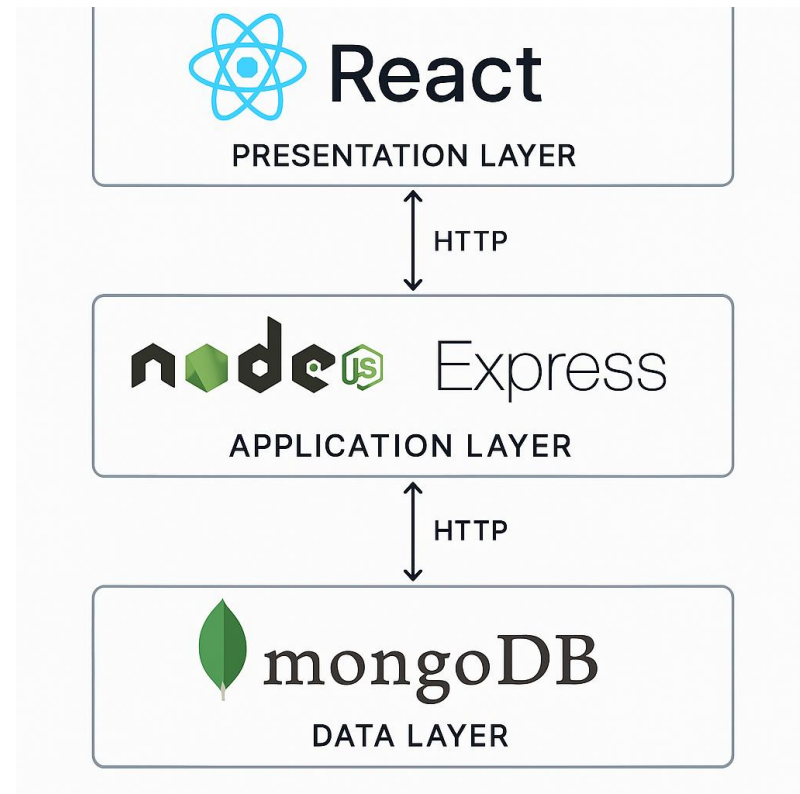 React
PRESENTATION LAYER
HTTP
node JS Express
APPLICATION LAYER
HTTP
mongoDB
DATA LAYER